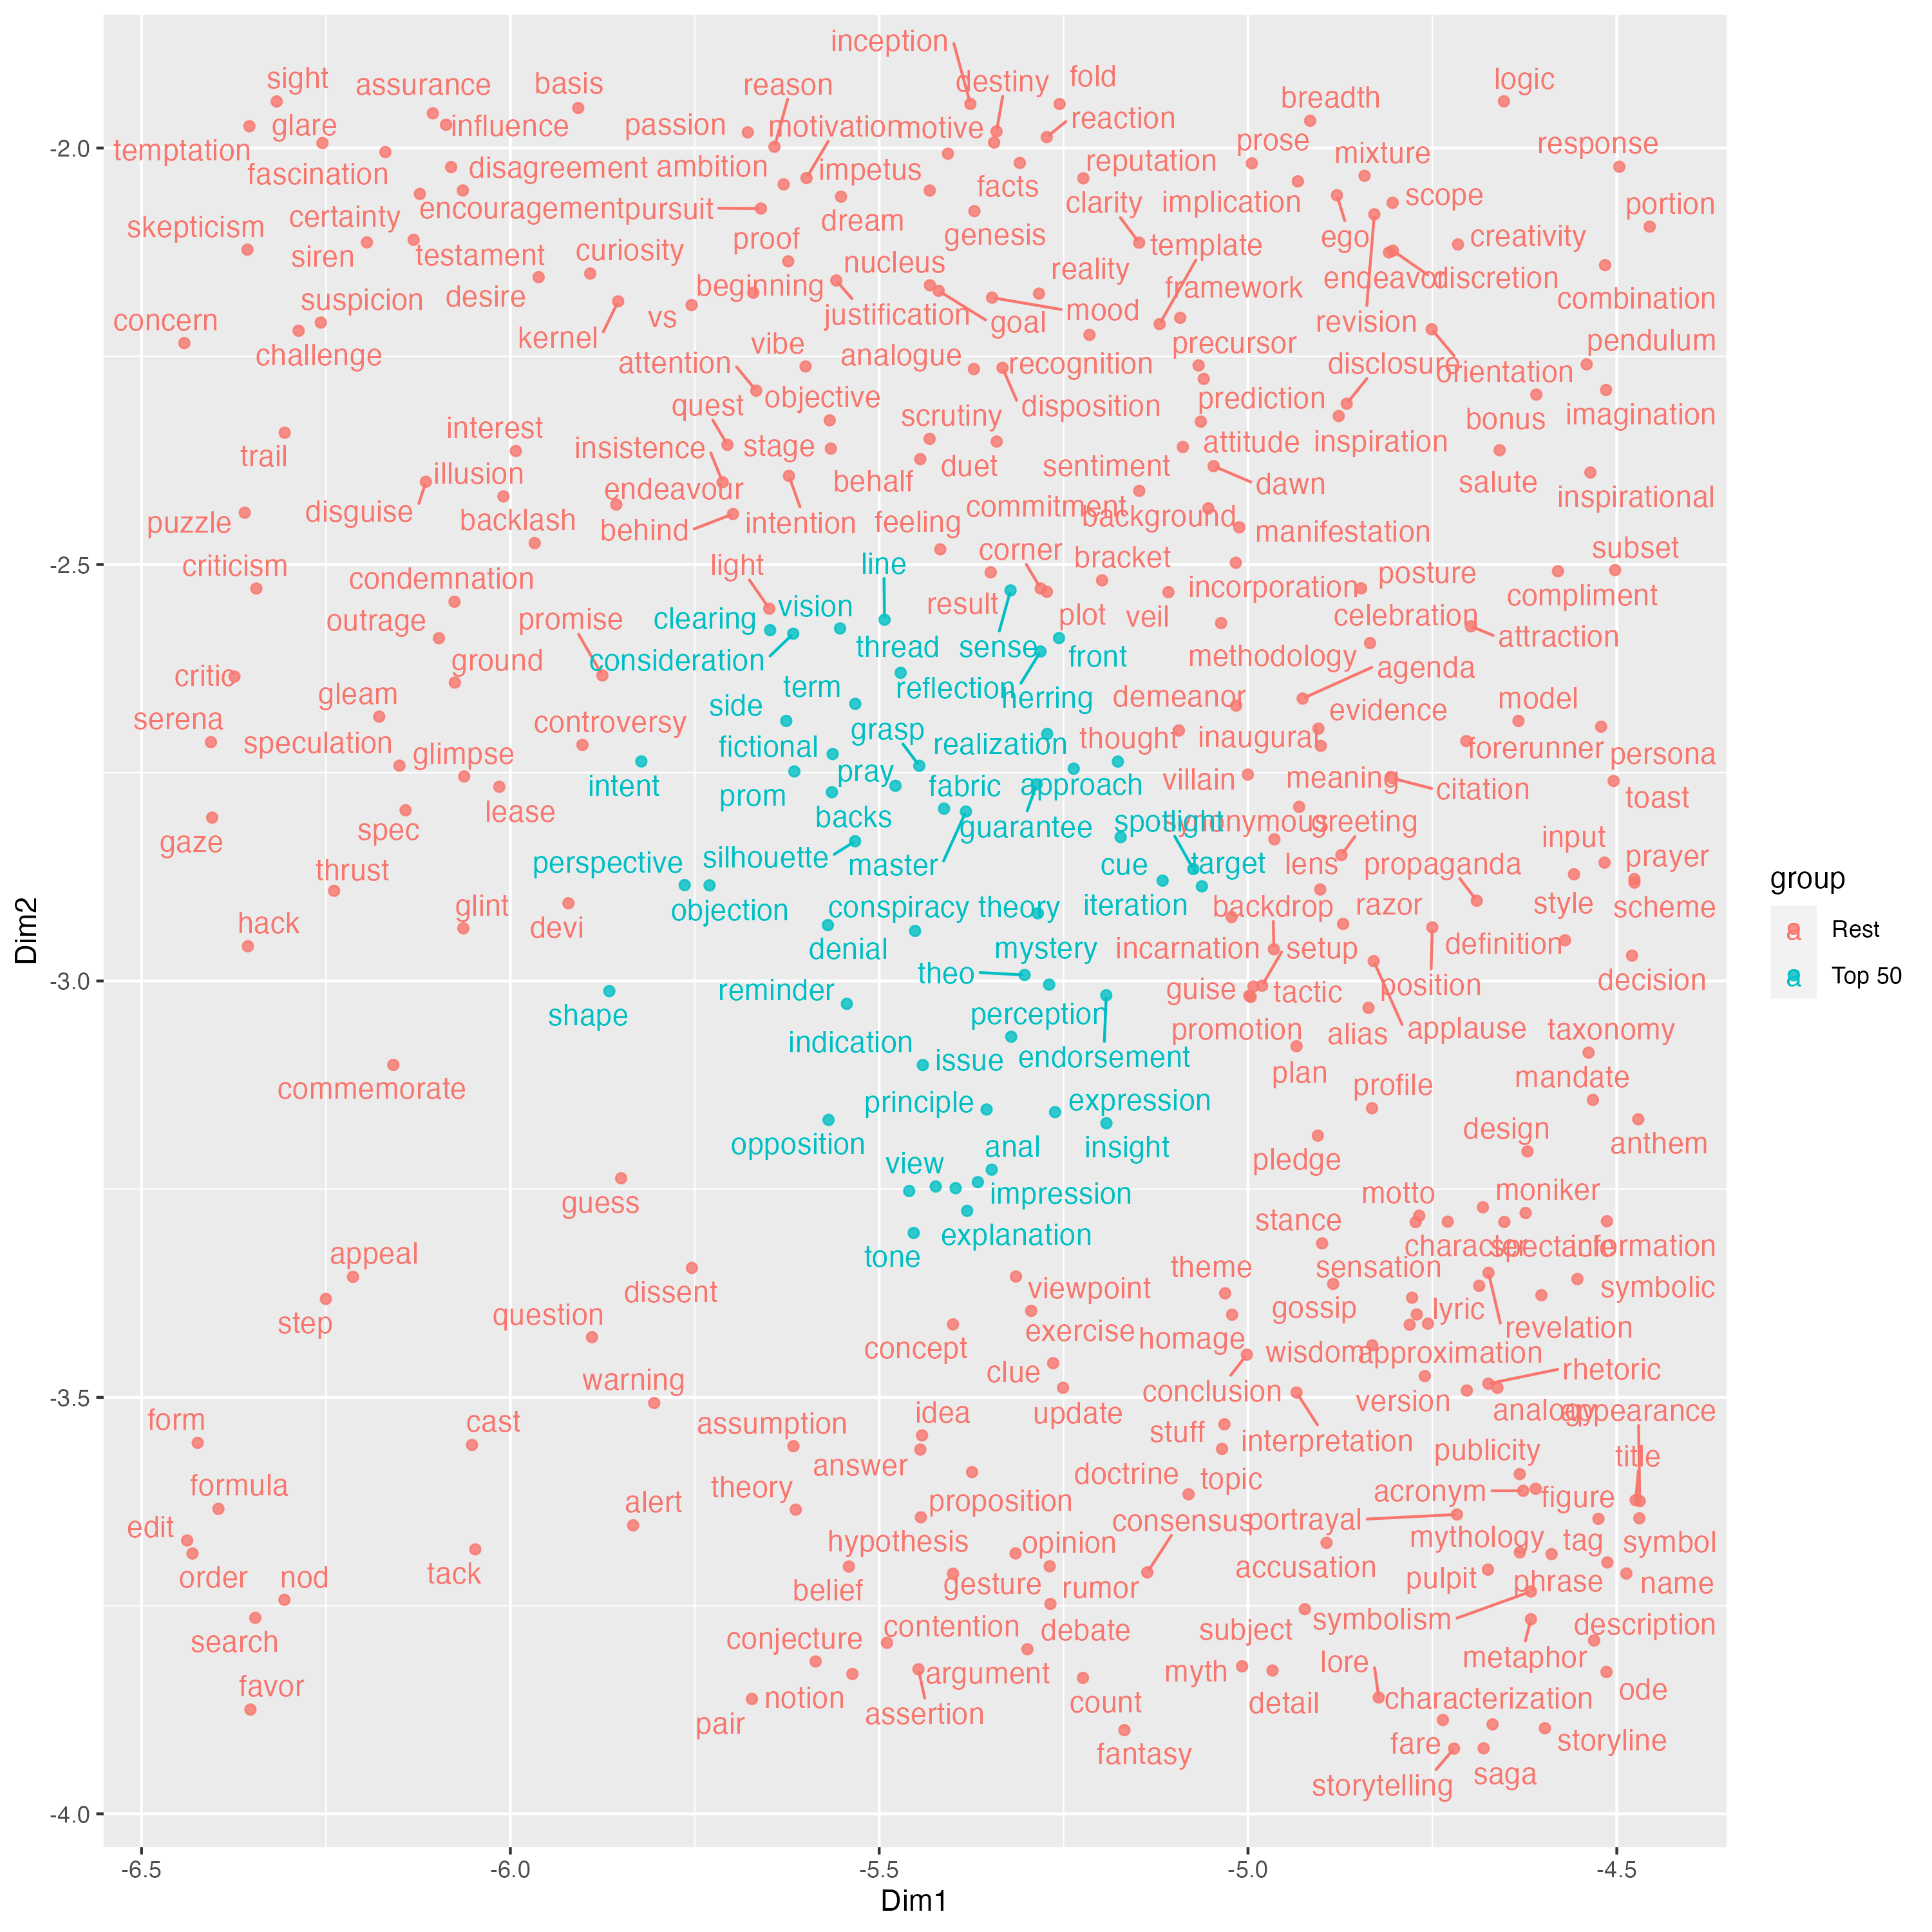 inception
sight
assurance
basis
reason
destiny
fold
logic
breadth
temptation
glare
influence
passion
motivation
motive
reaction
prose
response
fascination
disagreement
ambition
impetus
facts
reputation
mixture
skepticism
certainty
encouragement
pursuit
dream
clarity
implication
scope
portion
siren
testament
curiosity
proof
genesis
template
ego
creativity
suspicion
desire
beginning
nucleus
reality
framework
endeavor
discretion
combination
concern
kernel
vs
justification
goal
mood
revision
pendulum
challenge
attention
vibe
analogue
recognition
precursor
disclosure
orientation
quest
objective
disposition
prediction
imagination
trail
interest
insistence
stage
scrutiny
duet
attitude
inspiration
bonus
illusion
endeavour
behalf
sentiment
dawn
salute
inspirational
puzzle
disguise
backlash
behind
intention
feeling
commitment
background
manifestation
criticism
condemnation
light
line
corner
bracket
incorporation
posture
subset
outrage
promise
clearing
vision
result
plot
veil
celebration
compliment
critic
ground
consideration
thread
sense
front
methodology
attraction
gleam
term
reflection
herring
agenda
serena
controversy
side
grasp
demeanor
evidence
model
speculation
glimpse
fictional
realization
thought
inaugural
forerunner
persona
intent
prom
pray
fabric
approach
villain
meaning
citation
toast
gaze
spec
lease
backs
guarantee
spotlight
synonymous
greeting
input
thrust
perspective
silhouette
master
cue
target
lens
propaganda
prayer
hack
glint
devi
objection
conspiracy
theory
iteration
backdrop
razor
style
scheme
denial
mystery
incarnation
setup
definition
shape
reminder
theo
guise
tactic
position
decision
indication
perception
promotion
alias
applause
taxonomy
commemorate
issue
endorsement
plan
profile
mandate
principle
expression
opposition
anal
insight
pledge
design
anthem
guess
view
impression
motto
moniker
appeal
tone
explanation
stance
character
spectacle
information
step
question
dissent
viewpoint
theme
sensation
symbolic
concept
exercise
homage
gossip
lyric
revelation
warning
clue
conclusion
wisdom
approximation
rhetoric
form
cast
assumption
idea
update
stuff
interpretation
version
analogy
appearance
formula
theory
answer
doctrine
topic
publicity
title
edit
alert
proposition
consensus
portrayal
acronym
figure
order
nod
tack
hypothesis
opinion
accusation
mythology
tag
symbol
search
belief
gesture
rumor
pulpit
phrase
name
favor
conjecture
contention
debate
subject
symbolism
description
pair
notion
argument
myth
lore
metaphor
assertion
count
detail
characterization
ode
fantasy
fare
storyline
storytelling
saga
-2.0
-2.5
-3.0
-3.5
-4.0
-6.5
-6.0
-5.5
-5.0
-4.5
Dim1
Dim2
group
a Rest
a Top 50